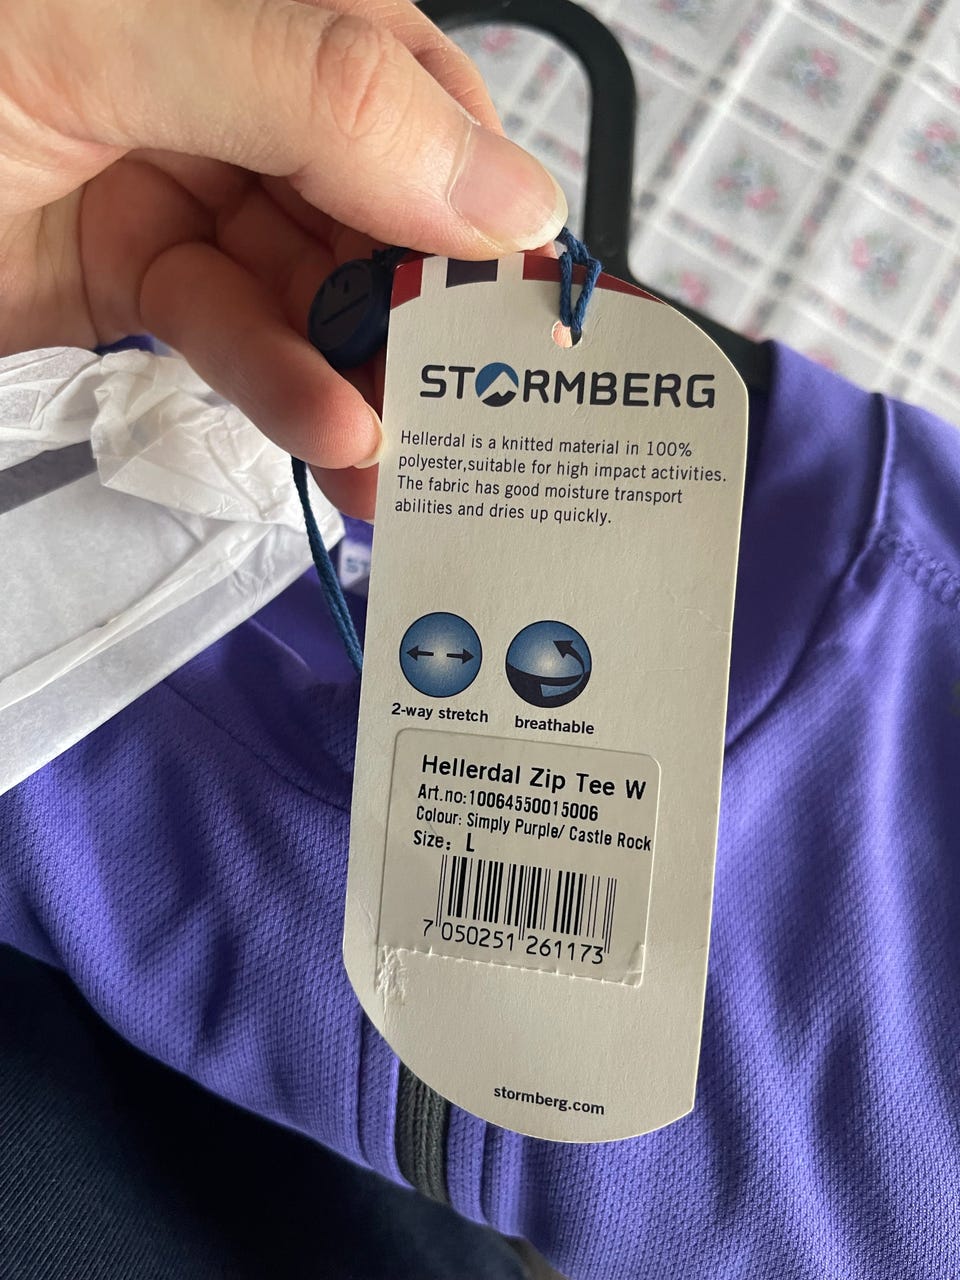 STORMBERG
Hellerdal is a knitted material in 100%
polyester,suitable for high impact activities.
The fabric has good moisture transport
abilities and dries up quickly.
2-way stretch
breathable
Hellerdal Zip Tee W
Art.no:10064550015006
Colour: Simply Purple/ Castle Rock
Size: L
7 050251 261173
stormberg.com